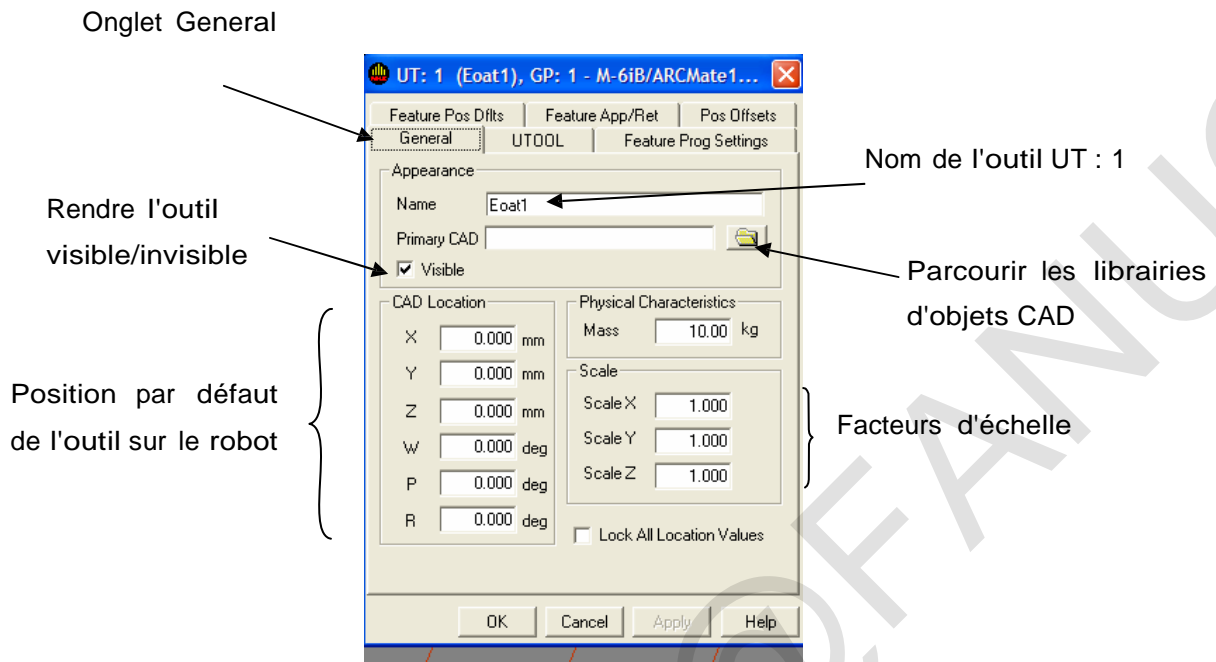 Onglet General
UT: 1 (Eoat1), GP: 1 - M-6iB/ARCMate1...
Feature Pos Dflts
Feature App/Ret
Pos Offsets
General
UTOOL
Feature Prog Settings
Appearance
Name
Eoat1
Nom de l'outil UT : 1
Primary CAD
Visible
Rendre l'outil
visible/invisible
Parcourir les librairies
d'objets CAD
CAD Location
X 0.000 mm
Y 0.000 mm
Z 0.000 mm
W 0.000 deg
P 0.000 deg
R 0.000 deg
Position par défaut
de l'outil sur le robot
Physical Characteristics
Mass 10.00 kg
Scale
Scale X 1.000
Scale Y 1.000
Scale Z 1.000
Facteurs d'échelle
Lock All Location Values
OK
Cancel
Apply
Help
@FANUC